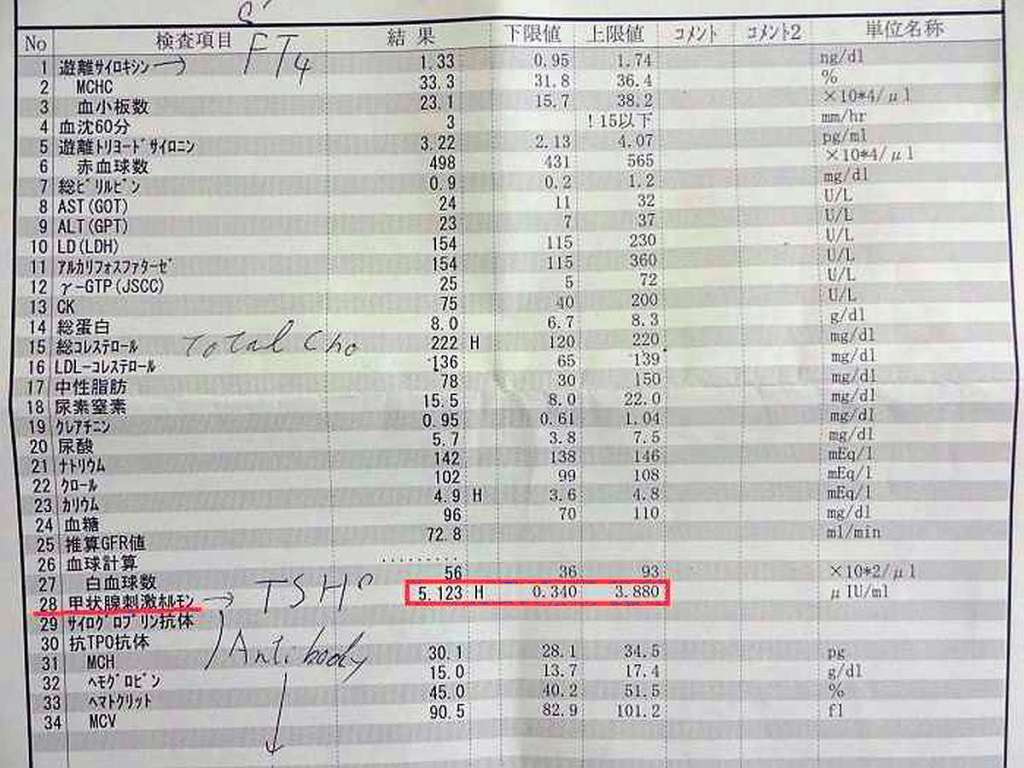 No 検査項目 結果 下限値 上限値 ｺﾒﾝﾄ ｺﾒﾝﾄ2 単位名称
1 遊離ｻｲﾛｷｼﾝ → FT4 1.33 0.95 1.74 ng/dl
2 MCHC 33.3 31.8 36.4 %
3 血小板数 23.1 15.7 38.2 ×10*4/μl
4 血沈60分 3 !15以下 mm/hr
5 遊離ﾄﾘﾖｰﾄﾞｻｲﾛﾆﾝ 3.22 2.13 4.07 pg/ml
6 赤血球数 498 431 565 ×10*4/μl
7 総ﾋﾞﾘﾙﾋﾞﾝ 0.9 0.2 1.2 mg/dl
8 AST(GOT) 24 11 32 U/L
9 ALT(GPT) 23 7 37 U/L
10 LD(LDH) 154 115 230 U/L
11 ｱﾙｶﾘﾌｫｽﾌｧﾀｰｾﾞ 154 115 360 U/L
12 γ-GTP(JSCC) 25 5 72 U/L
13 CK 75 40 200 U/L
14 総蛋白 8.0 6.7 8.3 g/dl
15 総ｺﾚｽﾃﾛｰﾙ Total Cho 222 H 120 220 mg/dl
16 LDL-ｺﾚｽﾃﾛｰﾙ 136 65 139 mg/dl
17 中性脂肪 78 30 150 mg/dl
18 尿素窒素 15.5 8.0 22.0 mg/dl
19 ｸﾚｱﾁﾆﾝ 0.95 0.61 1.04 mg/dl
20 尿酸 5.7 3.8 7.5 mg/dl
21 ﾅﾄﾘｳﾑ 142 138 146 mEq/l
22 ｸﾛｰﾙ 102 99 108 mEq/l
23 ｶﾘｳﾑ 4.9 H 3.6 4.8 mEq/l
24 血糖 96 70 110 mg/dl
25 推算GFR値 72.8 ml/min
26 血球計算 ........
27 白血球数 56 36 93 ×10*2/μl
28 甲状腺刺激ﾎﾙﾓﾝ → TSH 5.123 H 0.340 3.880 μIU/ml
29 ｻｲﾛｸﾞﾛﾌﾞﾘﾝ抗体
30 抗TPO抗体 Antibody
31 MCH 30.1 28.1 34.5 pg
32 ﾍﾓｸﾞﾛﾋﾞﾝ 15.0 13.7 17.4 g/dl
33 ﾍﾏﾄｸﾘｯﾄ 45.0 40.2 51.5 %
34 MCV 90.5 82.9 101.2 fl